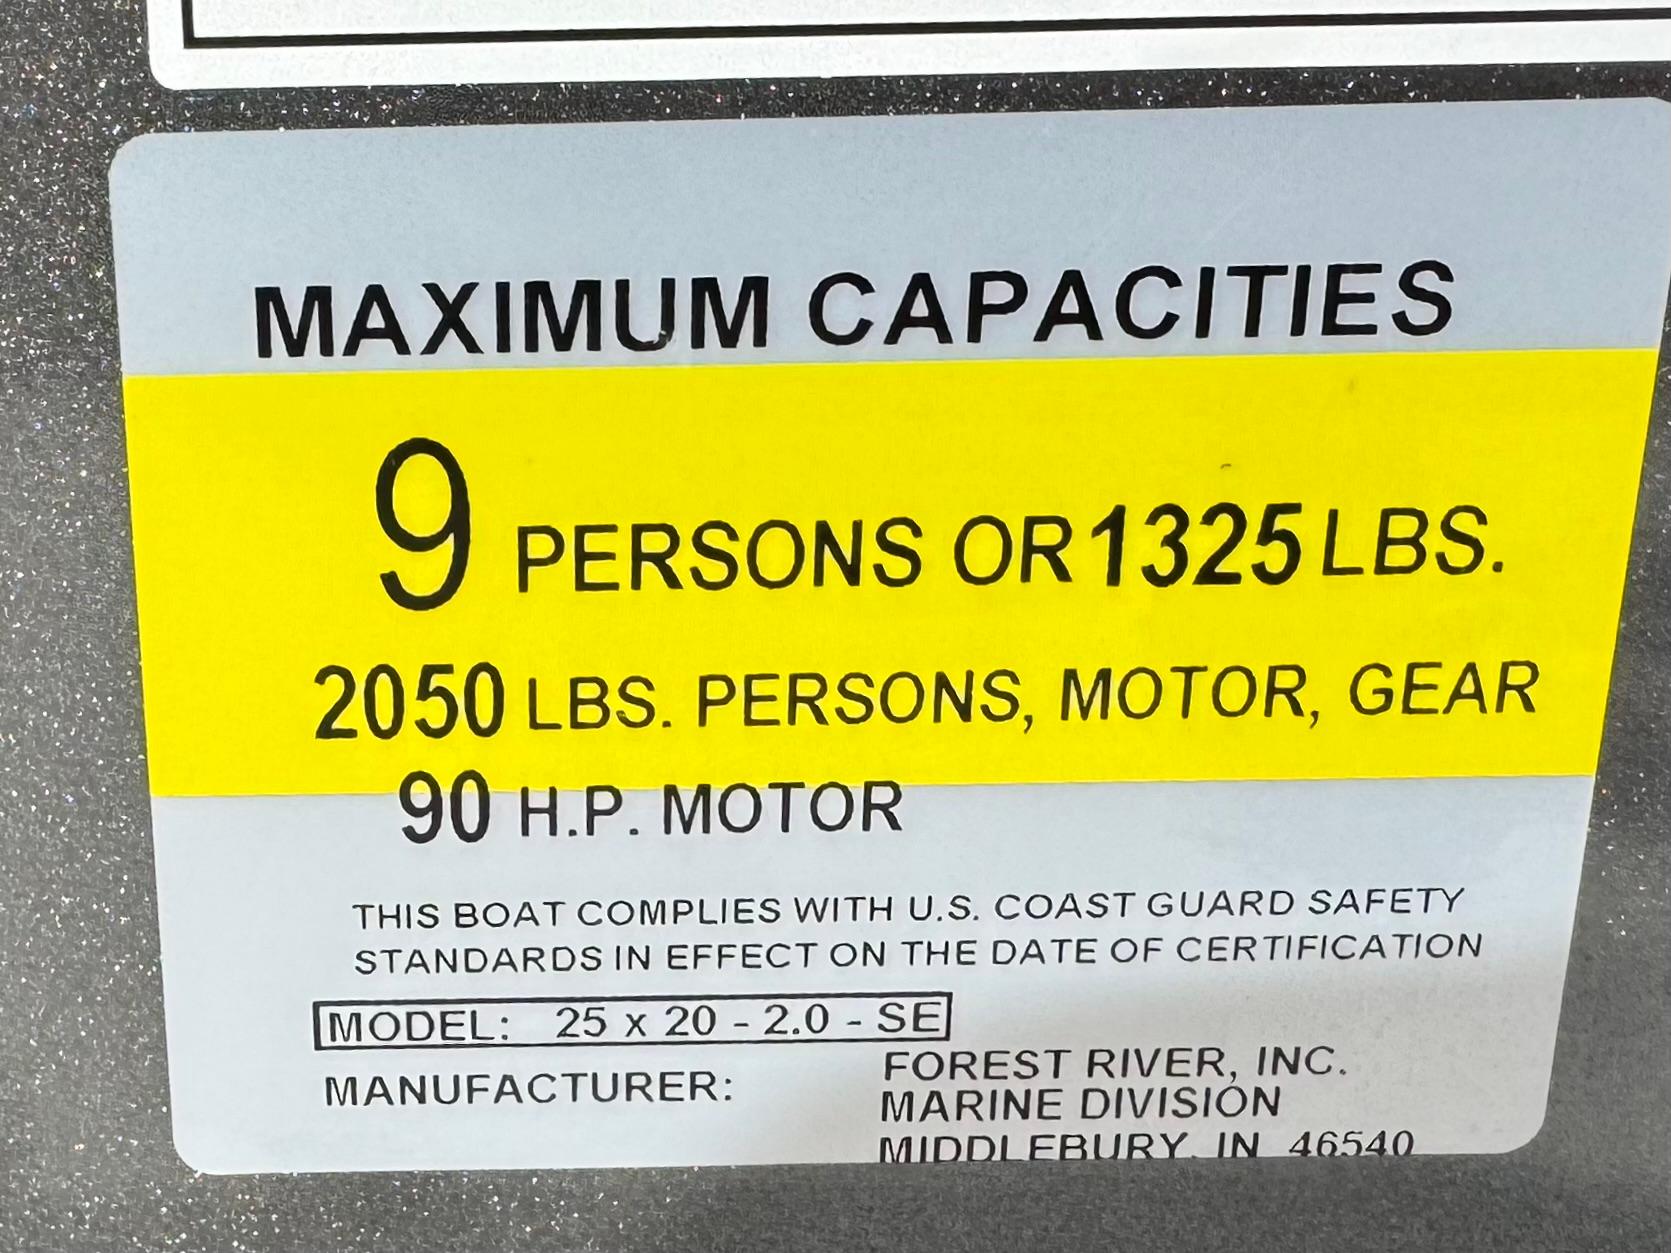 MAXIMUM CAPACITIES
9 PERSONS OR 1325 LBS.
2050 LBS. PERSONS, MOTOR, GEAR
90 H.P. MOTOR
THIS BOAT COMPLIES WITH U.S. COAST GUARD SAFETY
STANDARDS IN EFFECT ON THE DATE OF CERTIFICATION
MODEL: 25 x 20 - 2.0 - SE
MANUFACTURER: FOREST RIVER, INC.
MARINE DIVISION
MIDDLEBURY, IN 46540